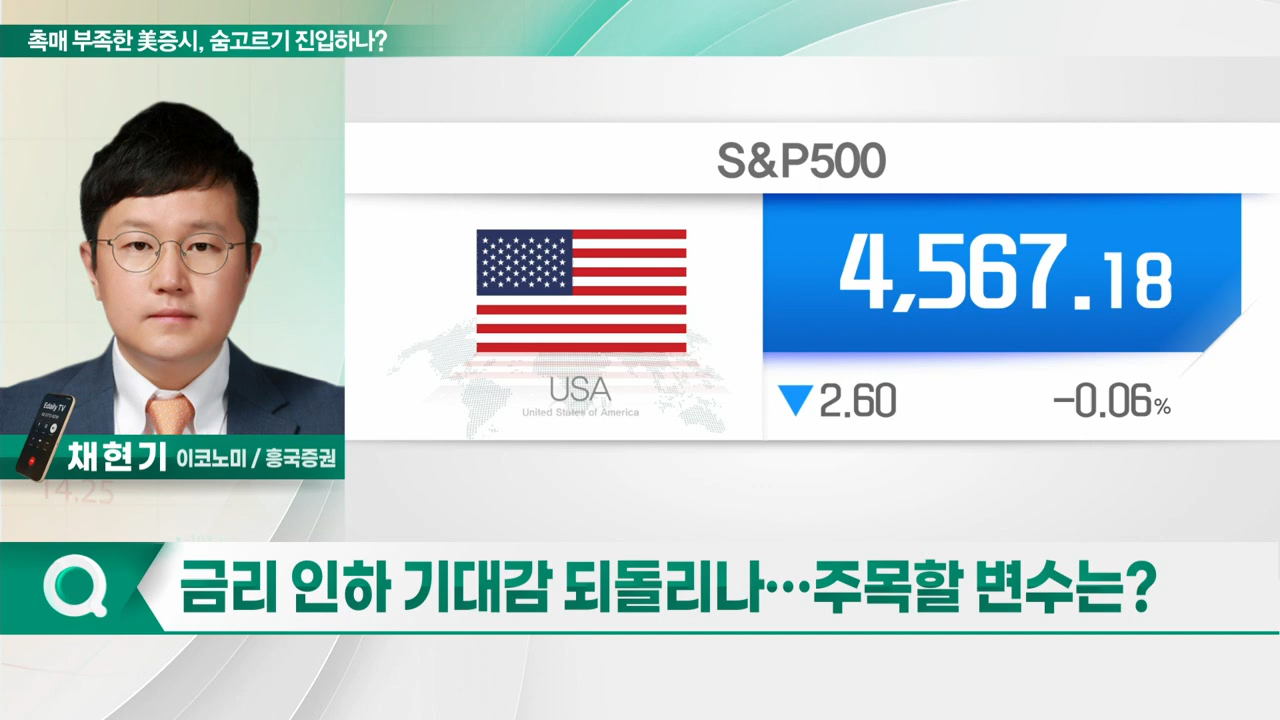 촉매 부족한 美증시, 숨고르기 진입하나?
S&P500
4,567.18
USA
United States of America
▼2.60
-0.06%
Edaily TV
채현기 이코노미 / 흥국증권
14.25
금리 인하 기대감 되돌리나…주목할 변수는?